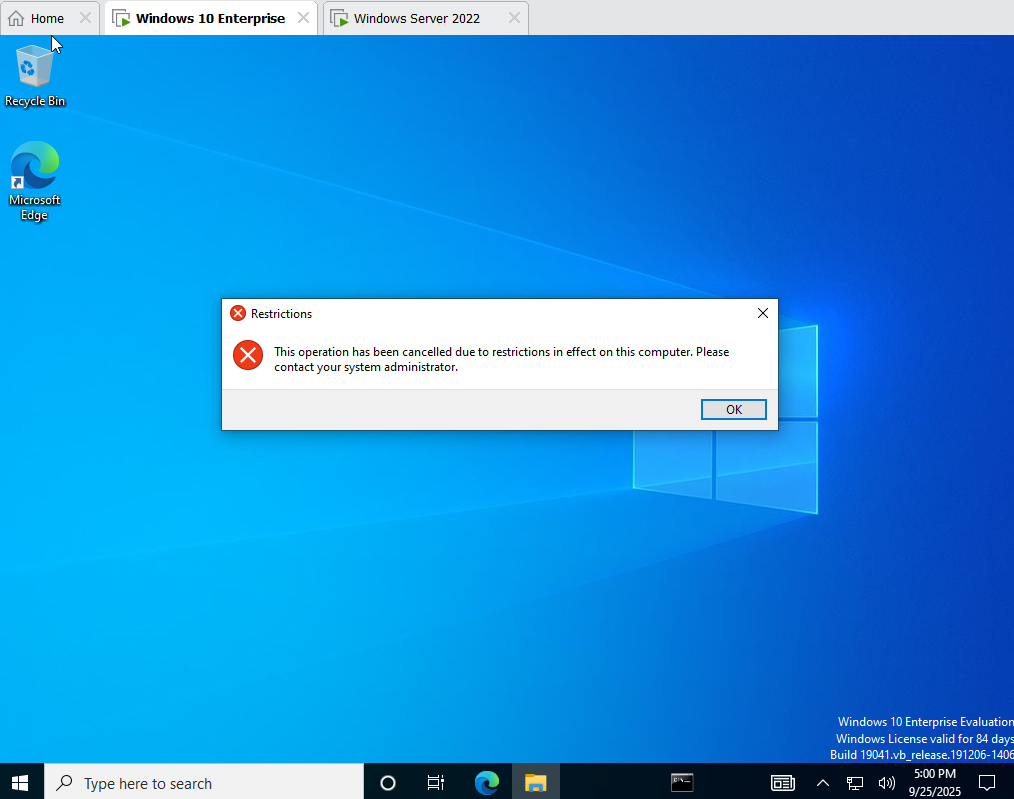 Home
Windows 10 Enterprise
Windows Server 2022
Recycle Bin
Microsoft
Edge
Restrictions
This operation has been cancelled due to restrictions in effect on this computer. Please
contact your system administrator.
OK
Windows 10 Enterprise Evaluation
Windows License valid for 84 days
Build 19041.vb_release.191206-1406
Type here to search
5:00 PM
9/25/2025